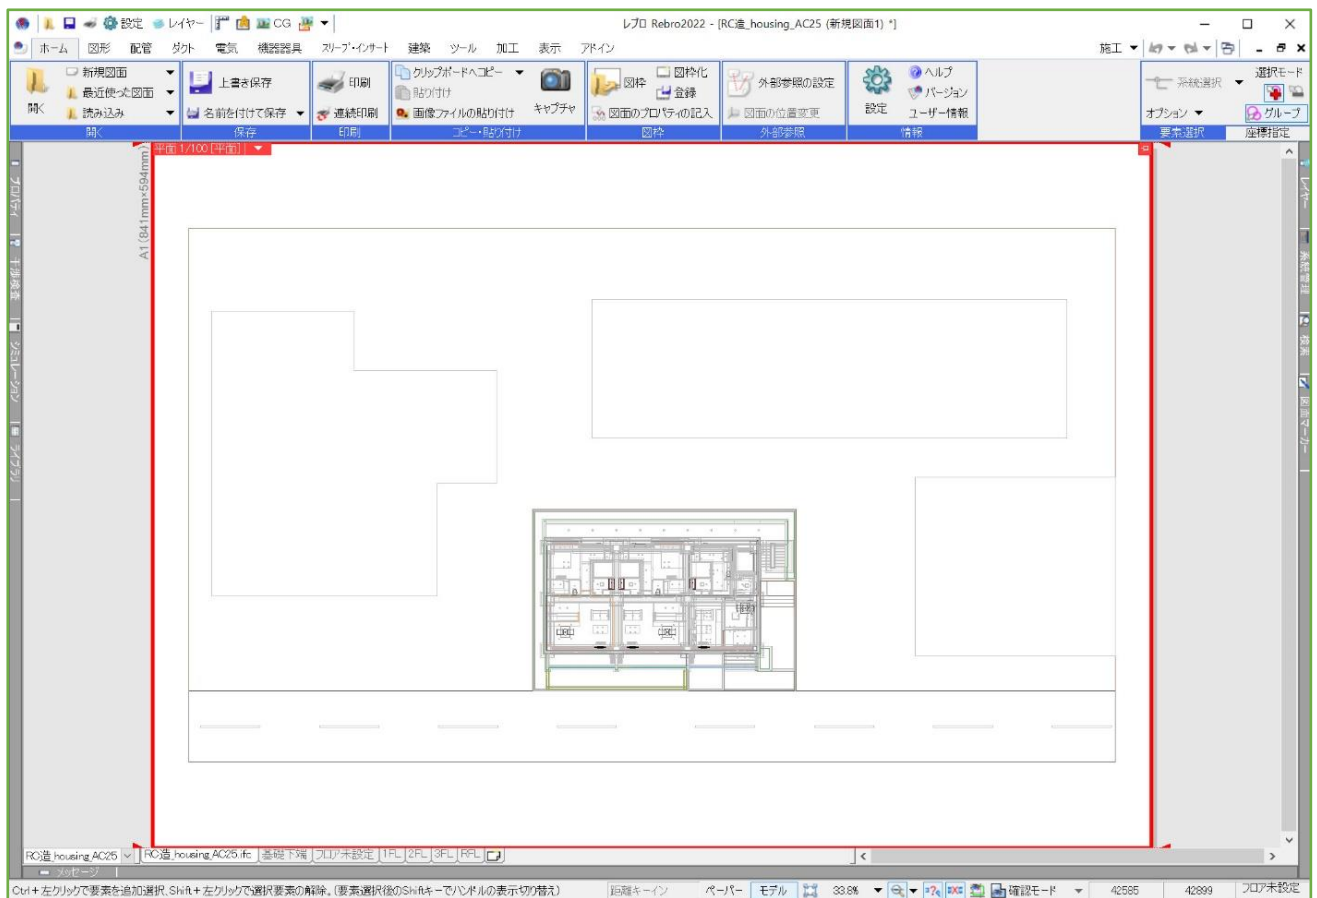 設定 レイヤー CG レブロ Rebro2022 - [RC造_housing_AC25 (新規図面1) *]
ホーム 図形 配管 ダクト 電気 機器器具 スリーブ・インサート 建築 ツール 加工 表示 アドイン 施工
新規図面 上書き保存 印刷 クリップボードへコピー 図枠 図枠化 外部参照の設定 ヘルプ 系統選択 選択モード
開く 最近使った図面 貼り付け キャプチャ 登録 設定 バージョン
読み込み 名前を付けて保存 連続印刷 画像ファイルの貼り付け 図面のプロパティの記入 図面の位置変更 ユーザー情報 オプション グループ
開く 保存 印刷 コピー・貼り付け 図枠 外部参照 情報 要素選択 座標指定
平面 1/100 [平面]
A1 (841mm×594mm)
プロパティ
干渉検査
シミュレーション
ライブラリ
レイヤー
系統管理
検索
図面マーカー
RC造_housing_AC25 RC造_housing_AC25.ifc 基礎下端 フロア未設定 1FL 2FL 3FL RFL
メッセージ
Ctrl+左クリックで要素を追加選択、Shift+左クリックで選択要素の解除。(要素選択後のShiftキーでハンドルの表示切り替え) 距離キーイン ペーパー モデル 33.8% 確認モード 42585 42899 フロア未設定